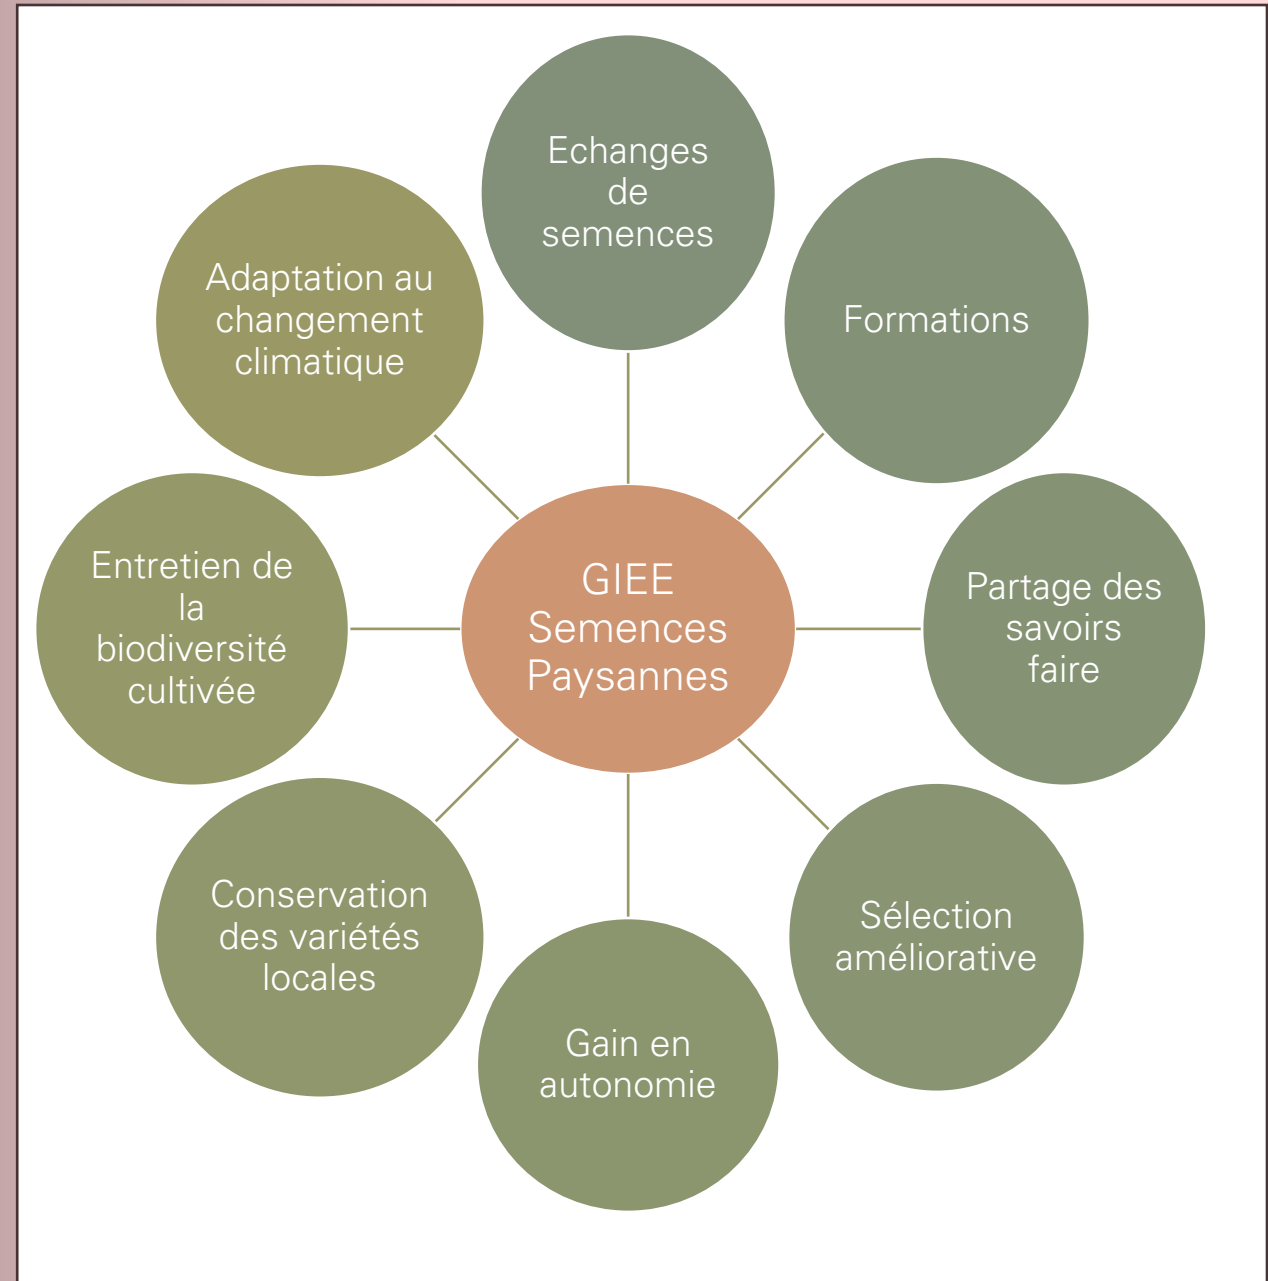 Echanges
de
semences
Formations
Partage des
savoirs
faire
Sélection
améliorative
Gain en
autonomie
Conservation
des variétés
locales
Entretien de
la
biodiversité
cultivée
Adaptation au
changement
climatique
GIEE
Semences
Paysannes